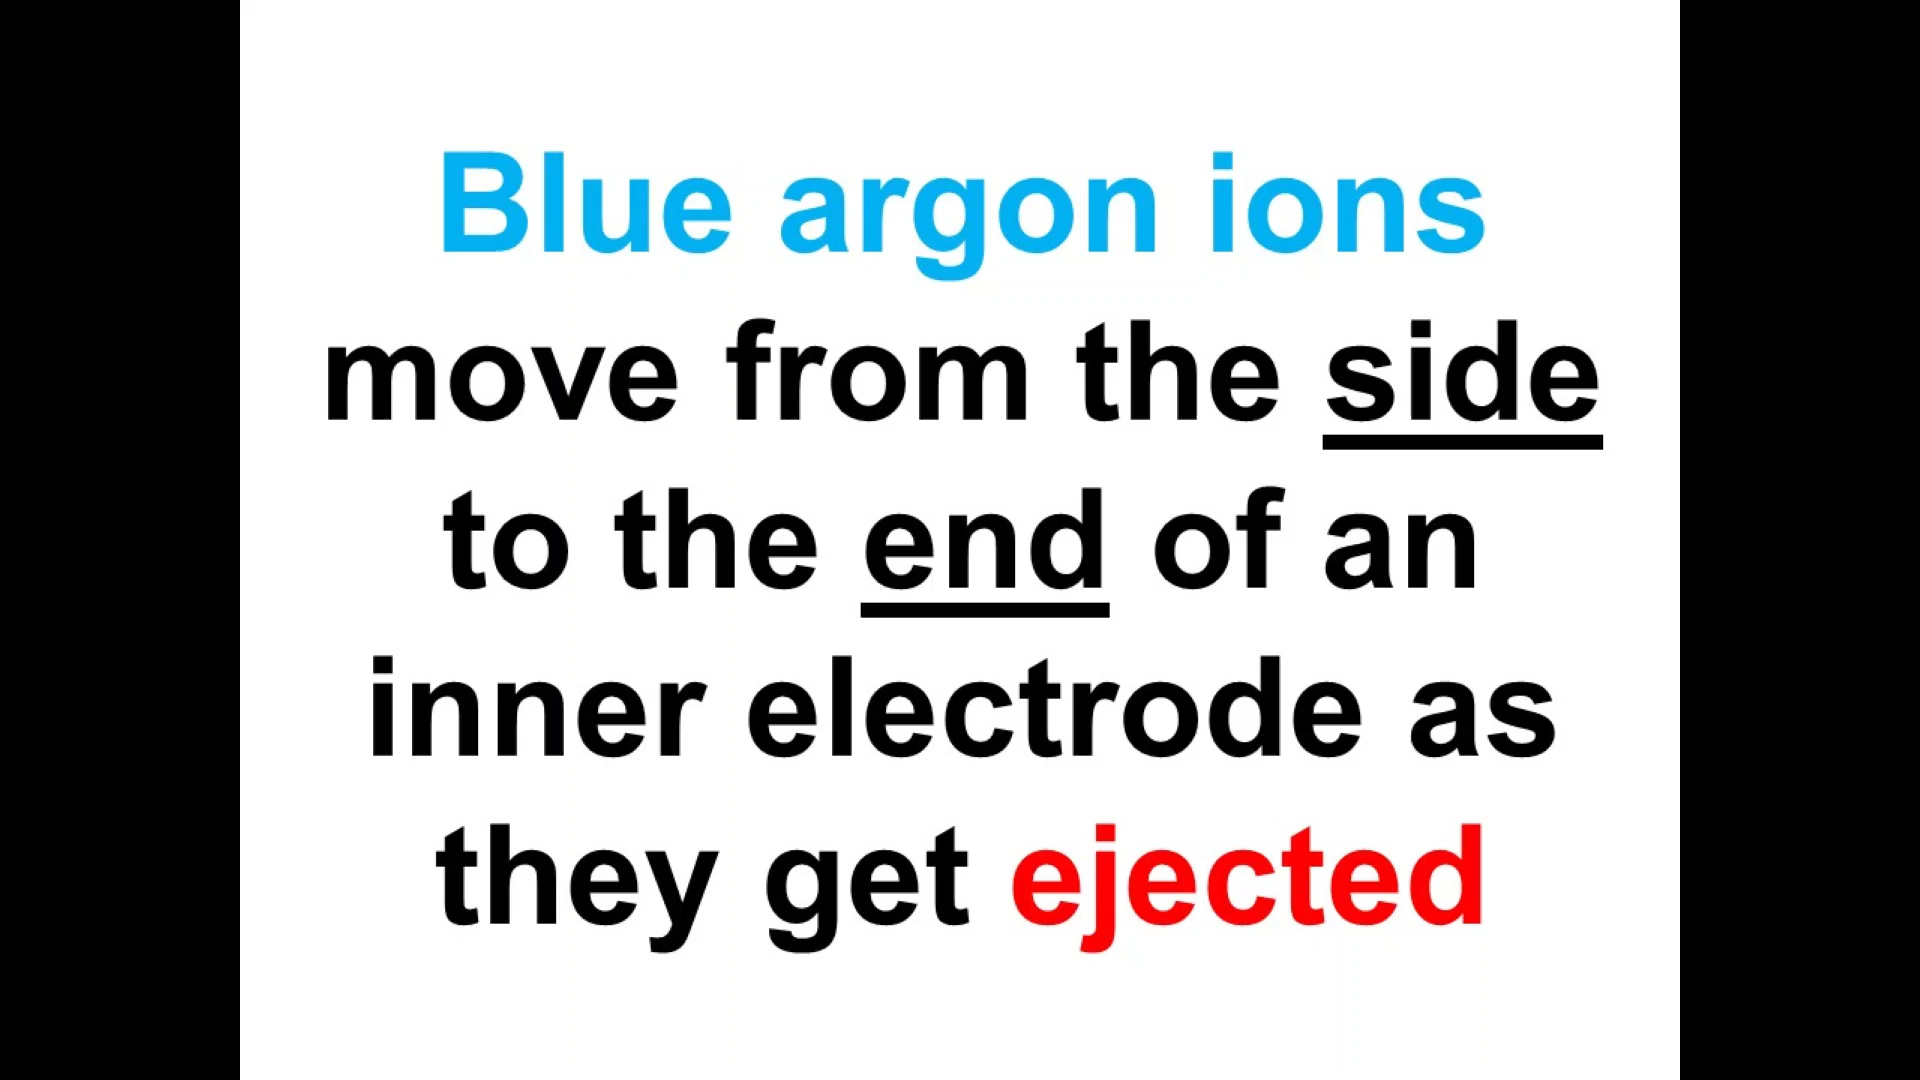 Blue argon ions
move from the side
to the end of an
inner electrode as
they get ejected